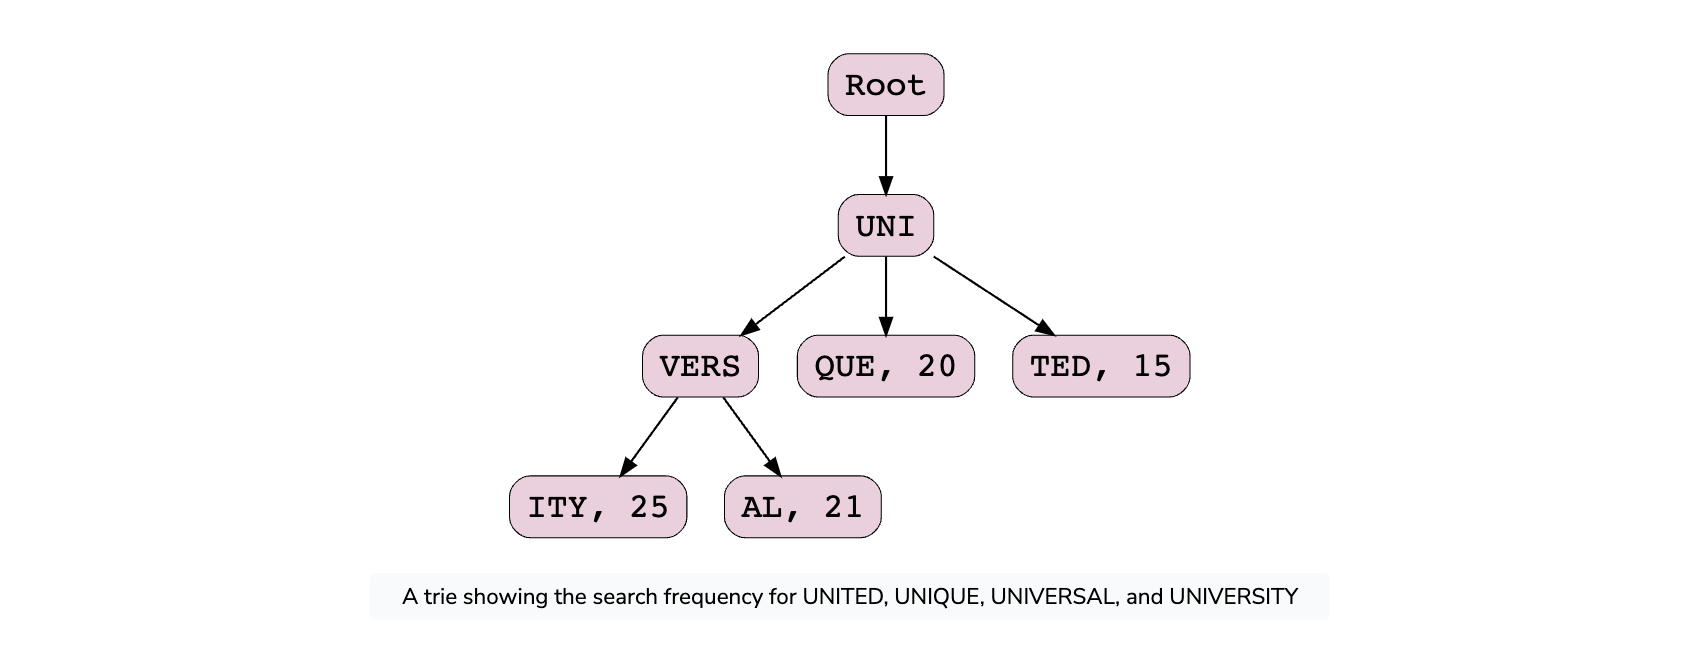 Root
UNI
VERS
QUE, 20
TED, 15
ITY, 25
AL, 21
A trie showing the search frequency for UNITED, UNIQUE, UNIVERSAL, and UNIVERSITY